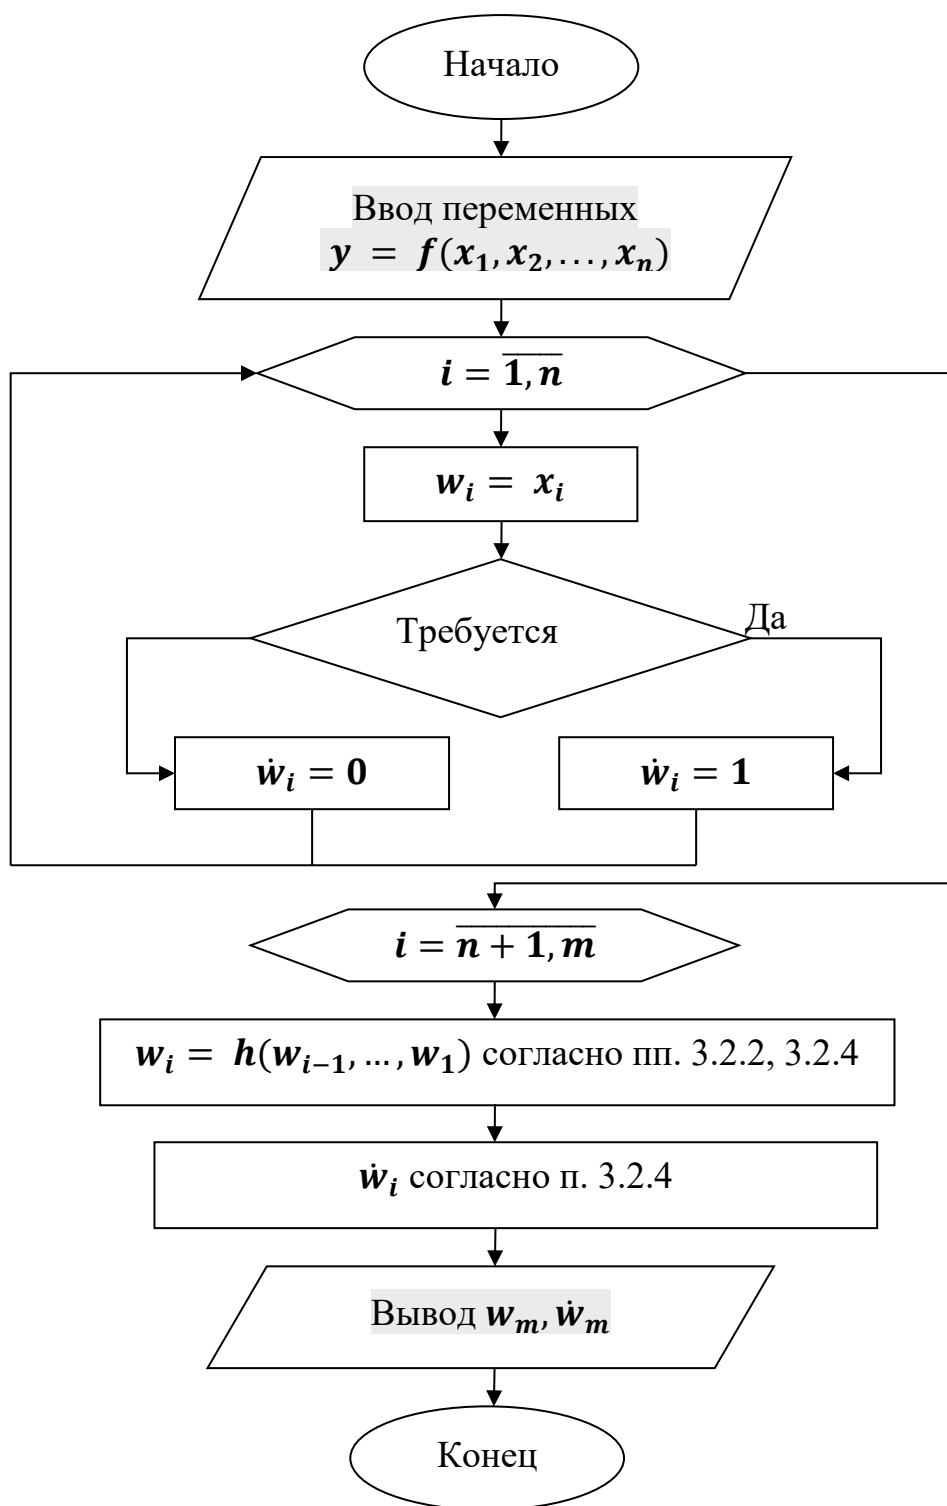 Начало
Ввод переменных
y = f(x₁, x₂, . . . , xₙ)
i = 1, n
wᵢ = xᵢ
Требуется
Да
ẇᵢ = 0
ẇᵢ = 1
i = n + 1, m
wᵢ = h(wᵢ₋₁, … , w₁) согласно пп. 3.2.2, 3.2.4
ẇᵢ согласно п. 3.2.4
Вывод wₘ, ẇₘ
Конец